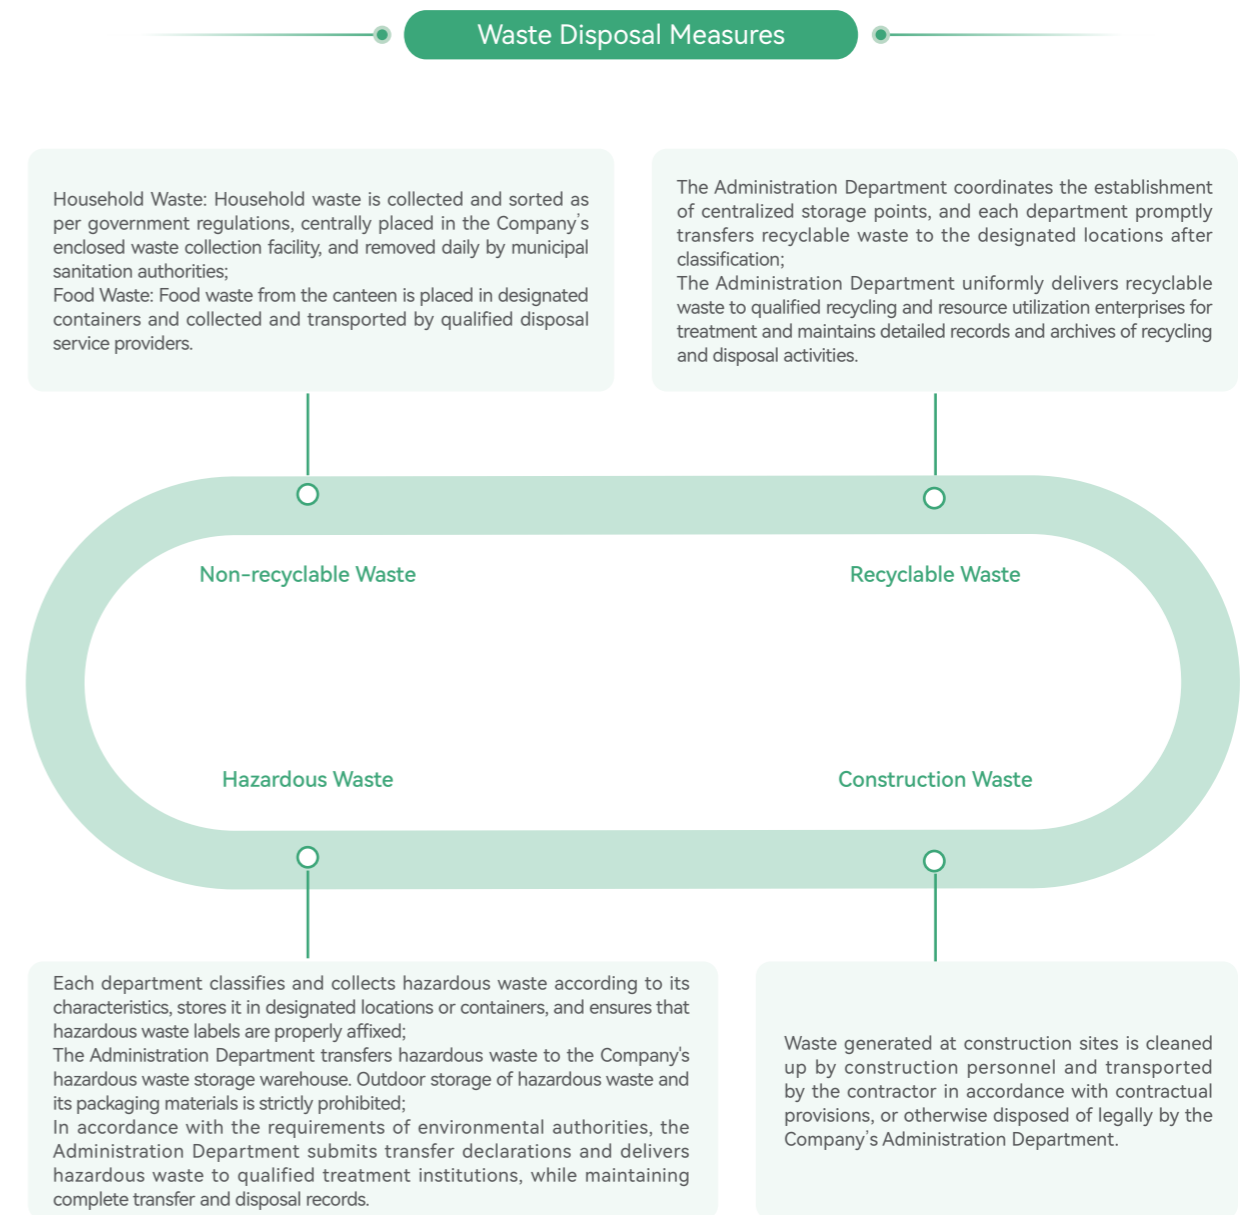 Waste Disposal Measures
Household Waste: Household waste is collected and sorted as
per government regulations, centrally placed in the Company's
enclosed waste collection facility, and removed daily by municipal
sanitation authorities;
Food Waste: Food waste from the canteen is placed in designated
containers and collected and transported by qualified disposal
service providers.
The Administration Department coordinates the establishment
of centralized storage points, and each department promptly
transfers recyclable waste to the designated locations after
classification;
The Administration Department uniformly delivers recyclable
waste to qualified recycling and resource utilization enterprises for
treatment and maintains detailed records and archives of recycling
and disposal activities.
Non-recyclable Waste
Recyclable Waste
Hazardous Waste
Construction Waste
Each department classifies and collects hazardous waste according to its
characteristics, stores it in designated locations or containers, and ensures that
hazardous waste labels are properly affixed;
The Administration Department transfers hazardous waste to the Company's
hazardous waste storage warehouse. Outdoor storage of hazardous waste and
its packaging materials is strictly prohibited;
In accordance with the requirements of environmental authorities, the
Administration Department submits transfer declarations and delivers
hazardous waste to qualified treatment institutions, while maintaining
complete transfer and disposal records.
Waste generated at construction sites is cleaned
up by construction personnel and transported
by the contractor in accordance with contractual
provisions, or otherwise disposed of legally by the
Company's Administration Department.